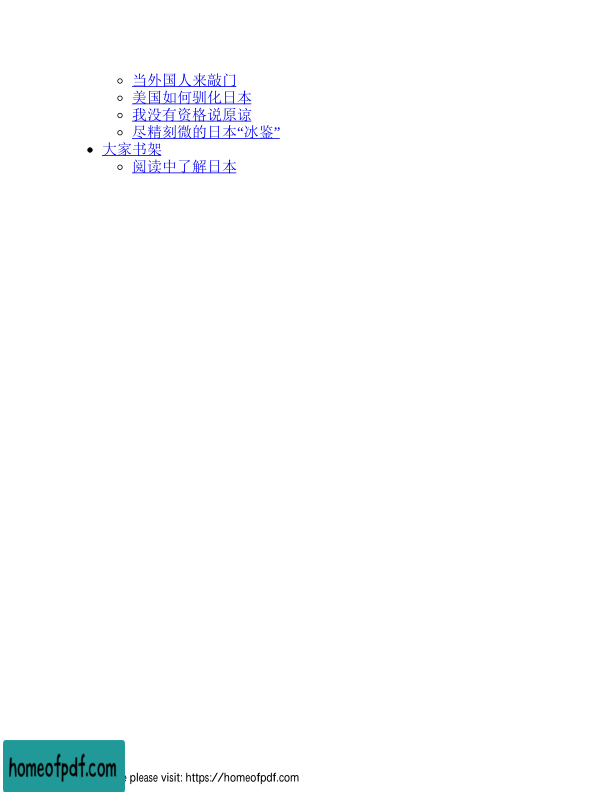 当外国人来敲门
美国如何驯化日本
我没有资格说原谅
尽精刻微的日本“冰鉴”
大家书架
阅读中了解日本
homeofpdf.com
e please visit: https://homeofpdf.com